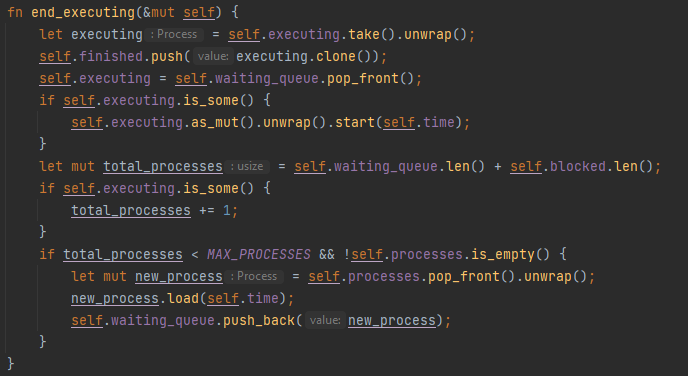 fn end_executing(&mut self) {
    let executing : Process = self.executing.take().unwrap();
    self.finished.push( value: executing.clone());
    self.executing = self.waiting_queue.pop_front();
    if self.executing.is_some() {
        self.executing.as_mut().unwrap().start(self.time);
    }
    let mut total_processes : usize = self.waiting_queue.len() + self.blocked.len();
    if self.executing.is_some() {
        total_processes += 1;
    }
    if total_processes < MAX_PROCESSES && !self.processes.is_empty() {
        let mut new_process : Process = self.processes.pop_front().unwrap();
        new_process.load(self.time);
        self.waiting_queue.push_back( value: new_process);
    }
}